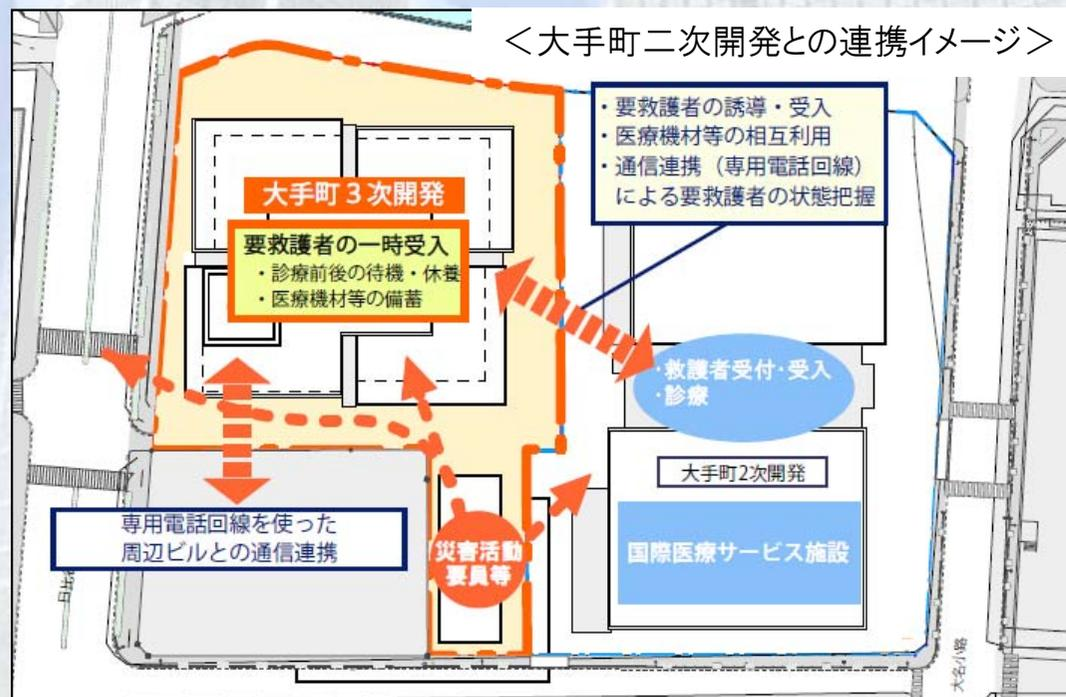 ＜大手町二次開発との連携イメージ＞
・要救護者の誘導・受入
・医療機材等の相互利用
・通信連携（専用電話回線）
による要救護者の状態把握
大手町３次開発
要救護者の一時受入
・診療前後の待機・休養
・医療機材等の備蓄
・救護者受付・受入
・診療
大手町2次開発
国際医療サービス施設
専用電話回線を使った
周辺ビルとの通信連携
災害活動
要員等
大名小路